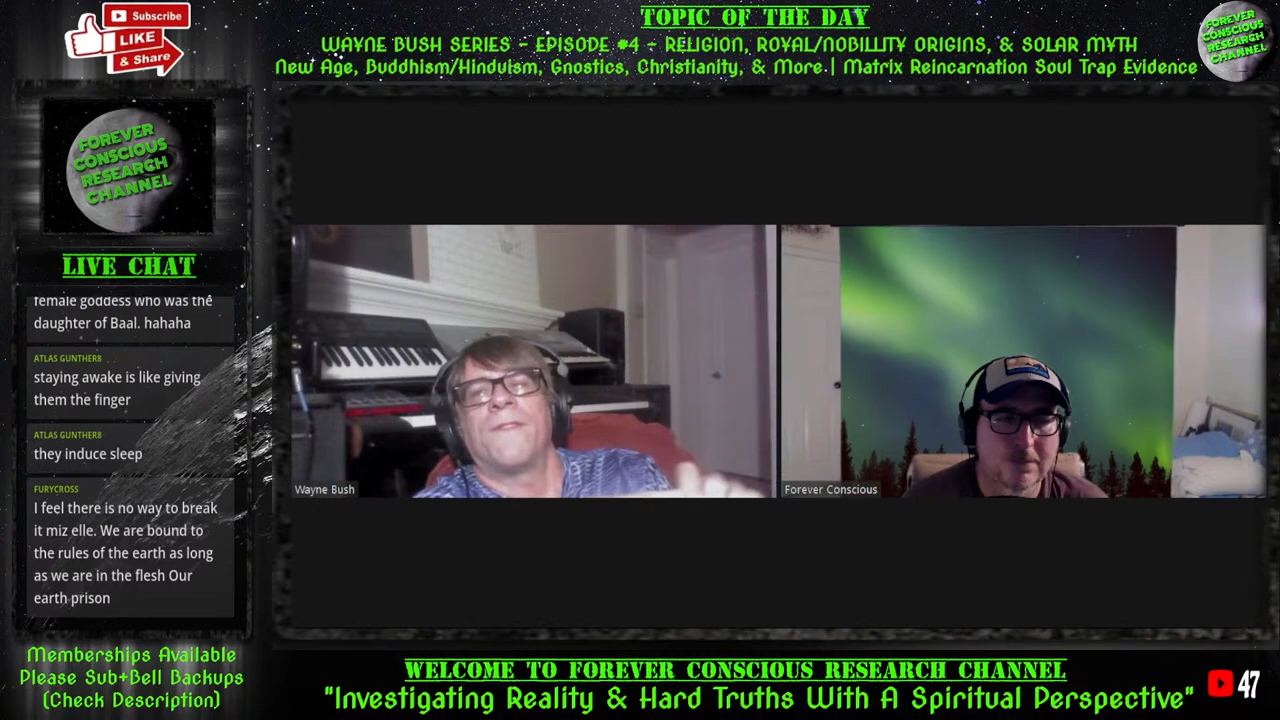 Subscribe
LIKE
& Share
TOPIC OF THE DAY
WAYNE BUSH SERIES - EPISODE #4 - RELIGION, ROYAL/NOBILLITY ORIGINS, & SOLAR MYTH
New Age, Buddhism/Hinduism, Gnostics, Christianity, & More | Matrix Reincarnation Soul Trap Evidence
FOREVER
CONSCIOUS
RESEARCH
CHANNEL
FOREVER
CONSCIOUS
RESEARCH
CHANNEL
LIVE CHAT
female goddess who was the
daughter of Baal. hahaha
ATLAS GUNTHER8
staying awake is like giving
them the finger
ATLAS GUNTHER8
they induce sleep
FURYCROSS
I feel there is no way to break
it miz elle. We are bound to
the rules of the earth as long
as we are in the flesh Our
earth prison
Wayne Bush
Forever Conscious
Memberships Available
Please Sub+Bell Backups
(Check Description)
WELCOME TO FOREVER CONSCIOUS RESEARCH CHANNEL
"Investigating Reality & Hard Truths With A Spiritual Perspective"
47